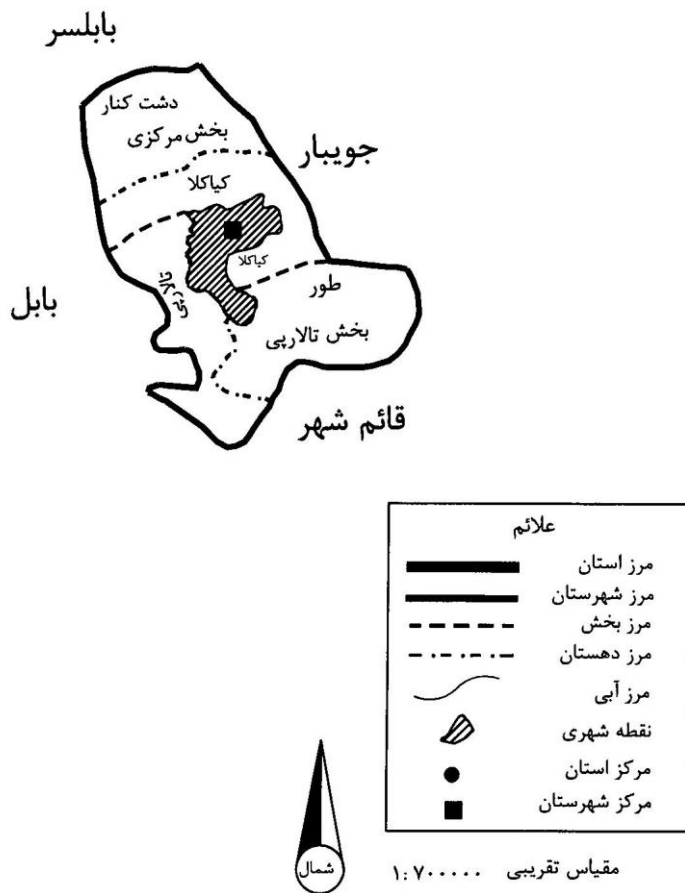 بابلسر
دشت کنار
بخش مرکزی
جویبار
کیاکلا
کیاکلا
تالارپی
طور
بابل
بخش تالارپی
قائم شهر
علائم
مرز استان
مرز شهرستان
مرز بخش
مرز دهستان
مرز آبی
نقطه شهری
مرکز استان
مرکز شهرستان
شمال
مقیاس تقریبی ۱:۷۰۰۰۰۰